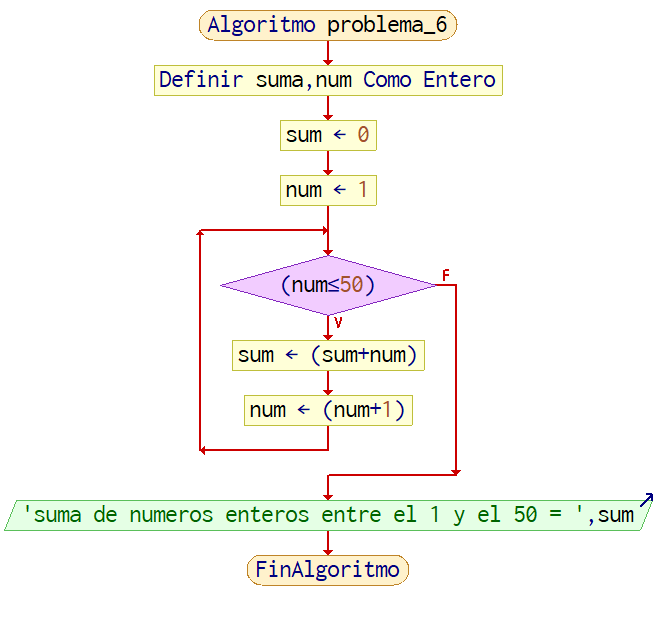 Algoritmo problema_6
Definir suma,num Como Entero
sum ← 0
num ← 1
(num≤50)
F
V
sum ← (sum+num)
num ← (num+1)
'suma de numeros enteros entre el 1 y el 50 = ',sum
FinAlgoritmo